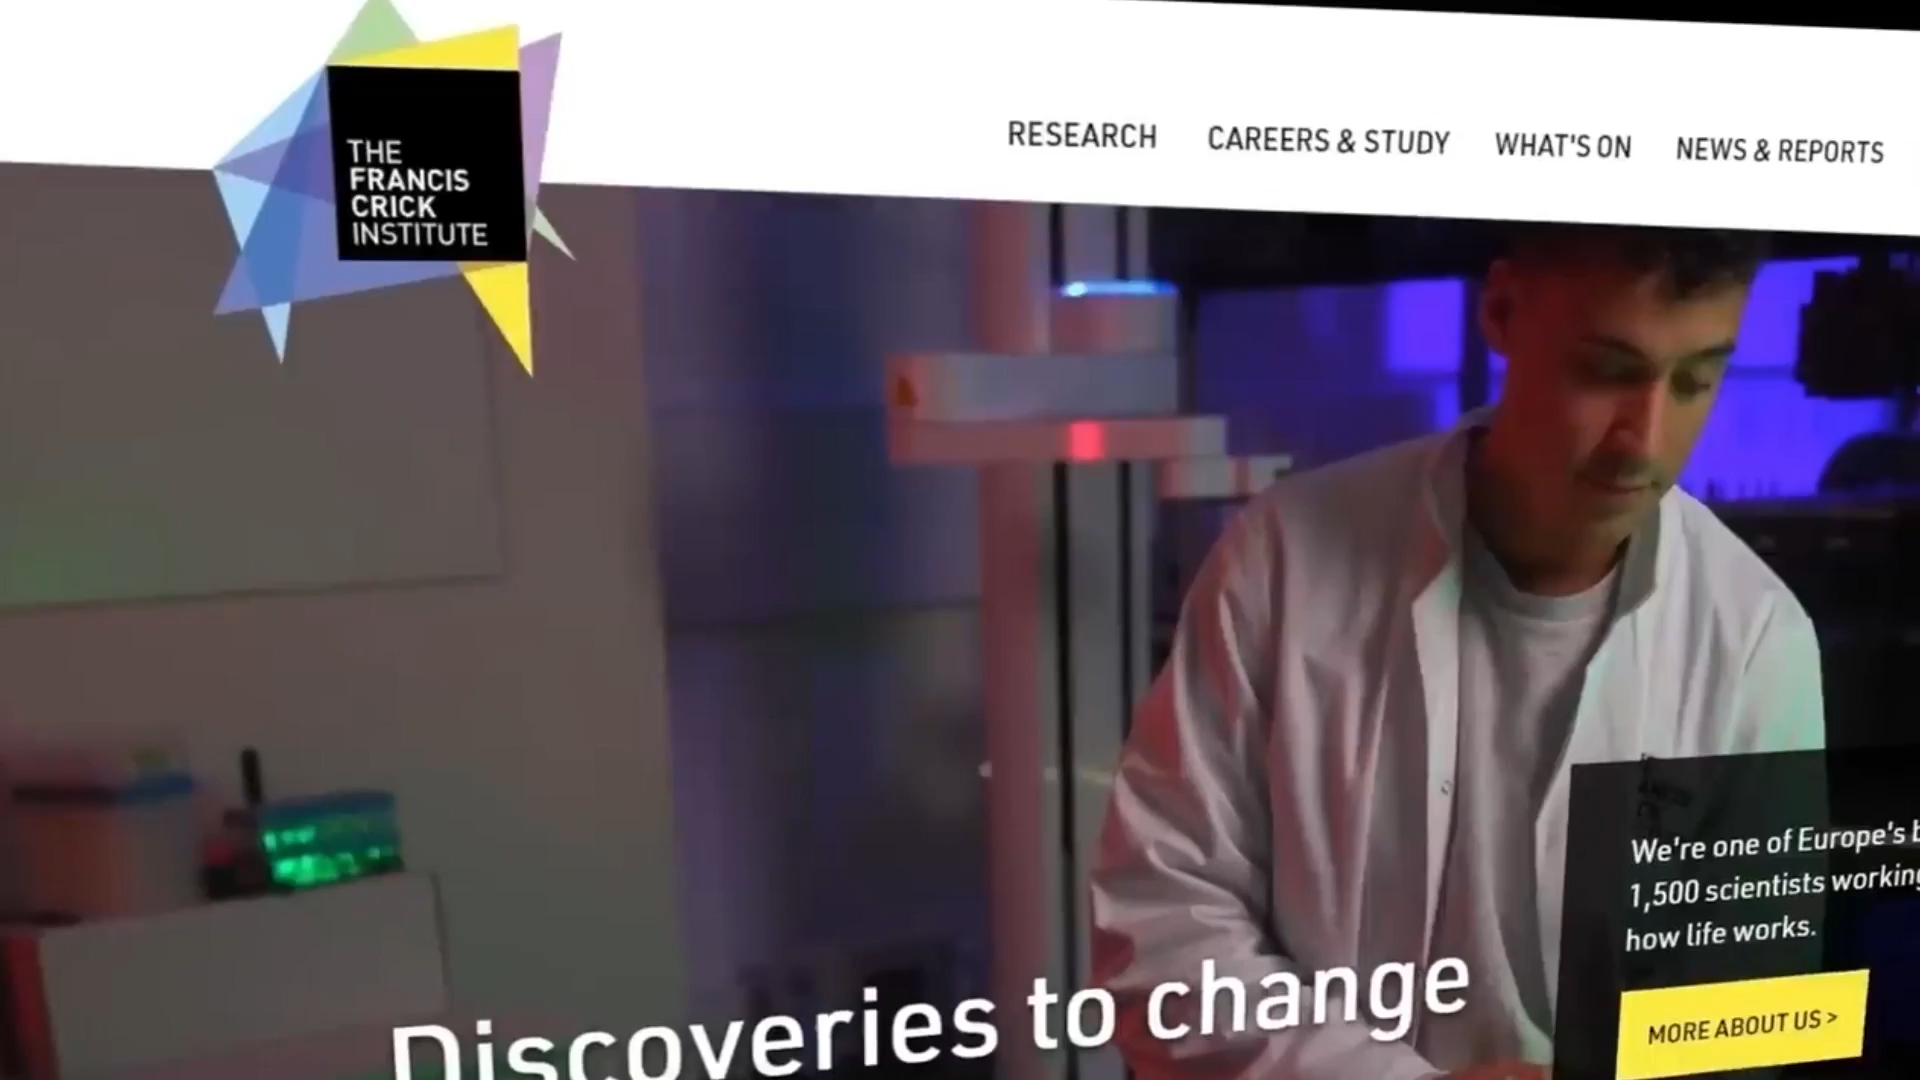 THE
FRANCIS
CRICK
INSTITUTE
RESEARCH
CAREERS & STUDY
WHAT'S ON
NEWS & REPORTS
We're one of Europe's b
1,500 scientists working
how life works.
MORE ABOUT US >
Discoveries to change